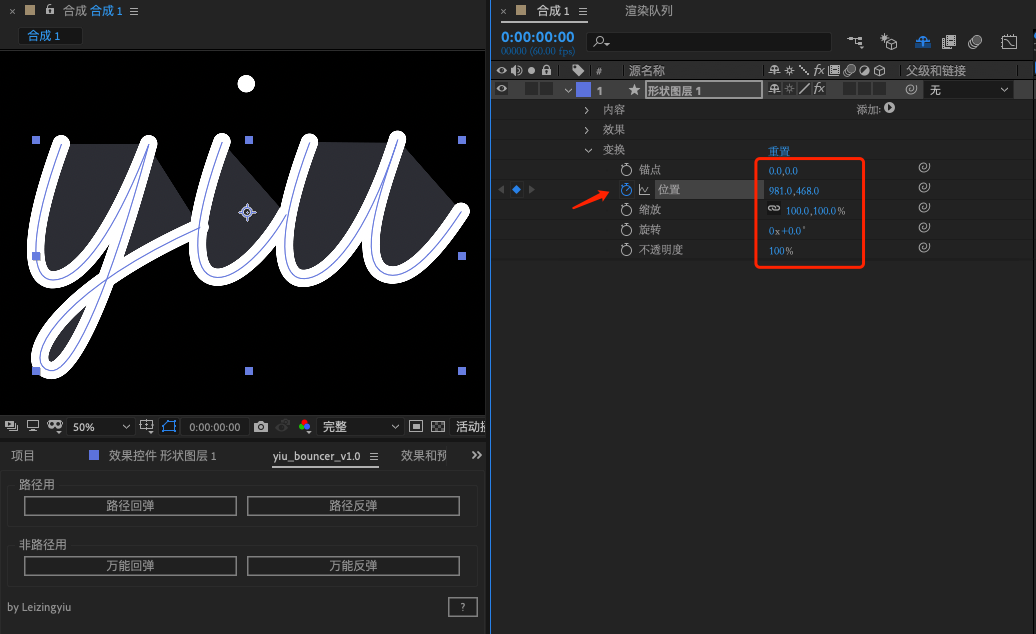 合成 合成 1
合成 1
yiu
50%
0:00:00:00
完整
活动摄
项目
效果控件 形状图层 1
yiu_bouncer_v1.0
效果和预
路径用
路径回弹
路径反弹
非路径用
万能回弹
万能反弹
by Leizingyiu
?
合成 1
渲染队列
0:00:00:00
00000 (60.00 fps)
#
源名称
fx
父级和链接
1
形状图层 1
fx
无
内容
添加:
效果
变换
重置
锚点
0.0,0.0
位置
981.0,468.0
缩放
100.0,100.0%
旋转
0x+0.0°
不透明度
100%